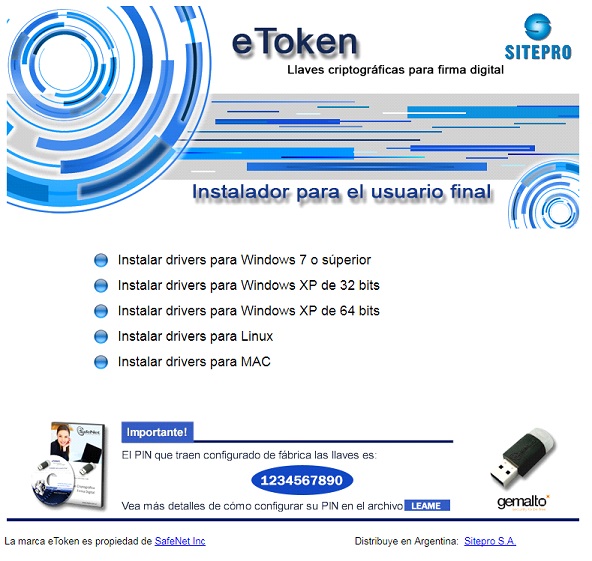 eToken
SITEPRO
Llaves criptográficas para firma digital
Instalador para el usuario final
Instalar drivers para Windows 7 o súperior
Instalar drivers para Windows XP de 32 bits
Instalar drivers para Windows XP de 64 bits
Instalar drivers para Linux
Instalar drivers para MAC
Importante!
SafeNet
El PIN que traen configurado de fábrica las llaves es:
1234567890
gemalto
Vea más detalles de cómo configurar su PIN en el archivo LEAME
La marca eToken es propiedad de SafeNet Inc
Distribuye en Argentina: Sitepro S.A.